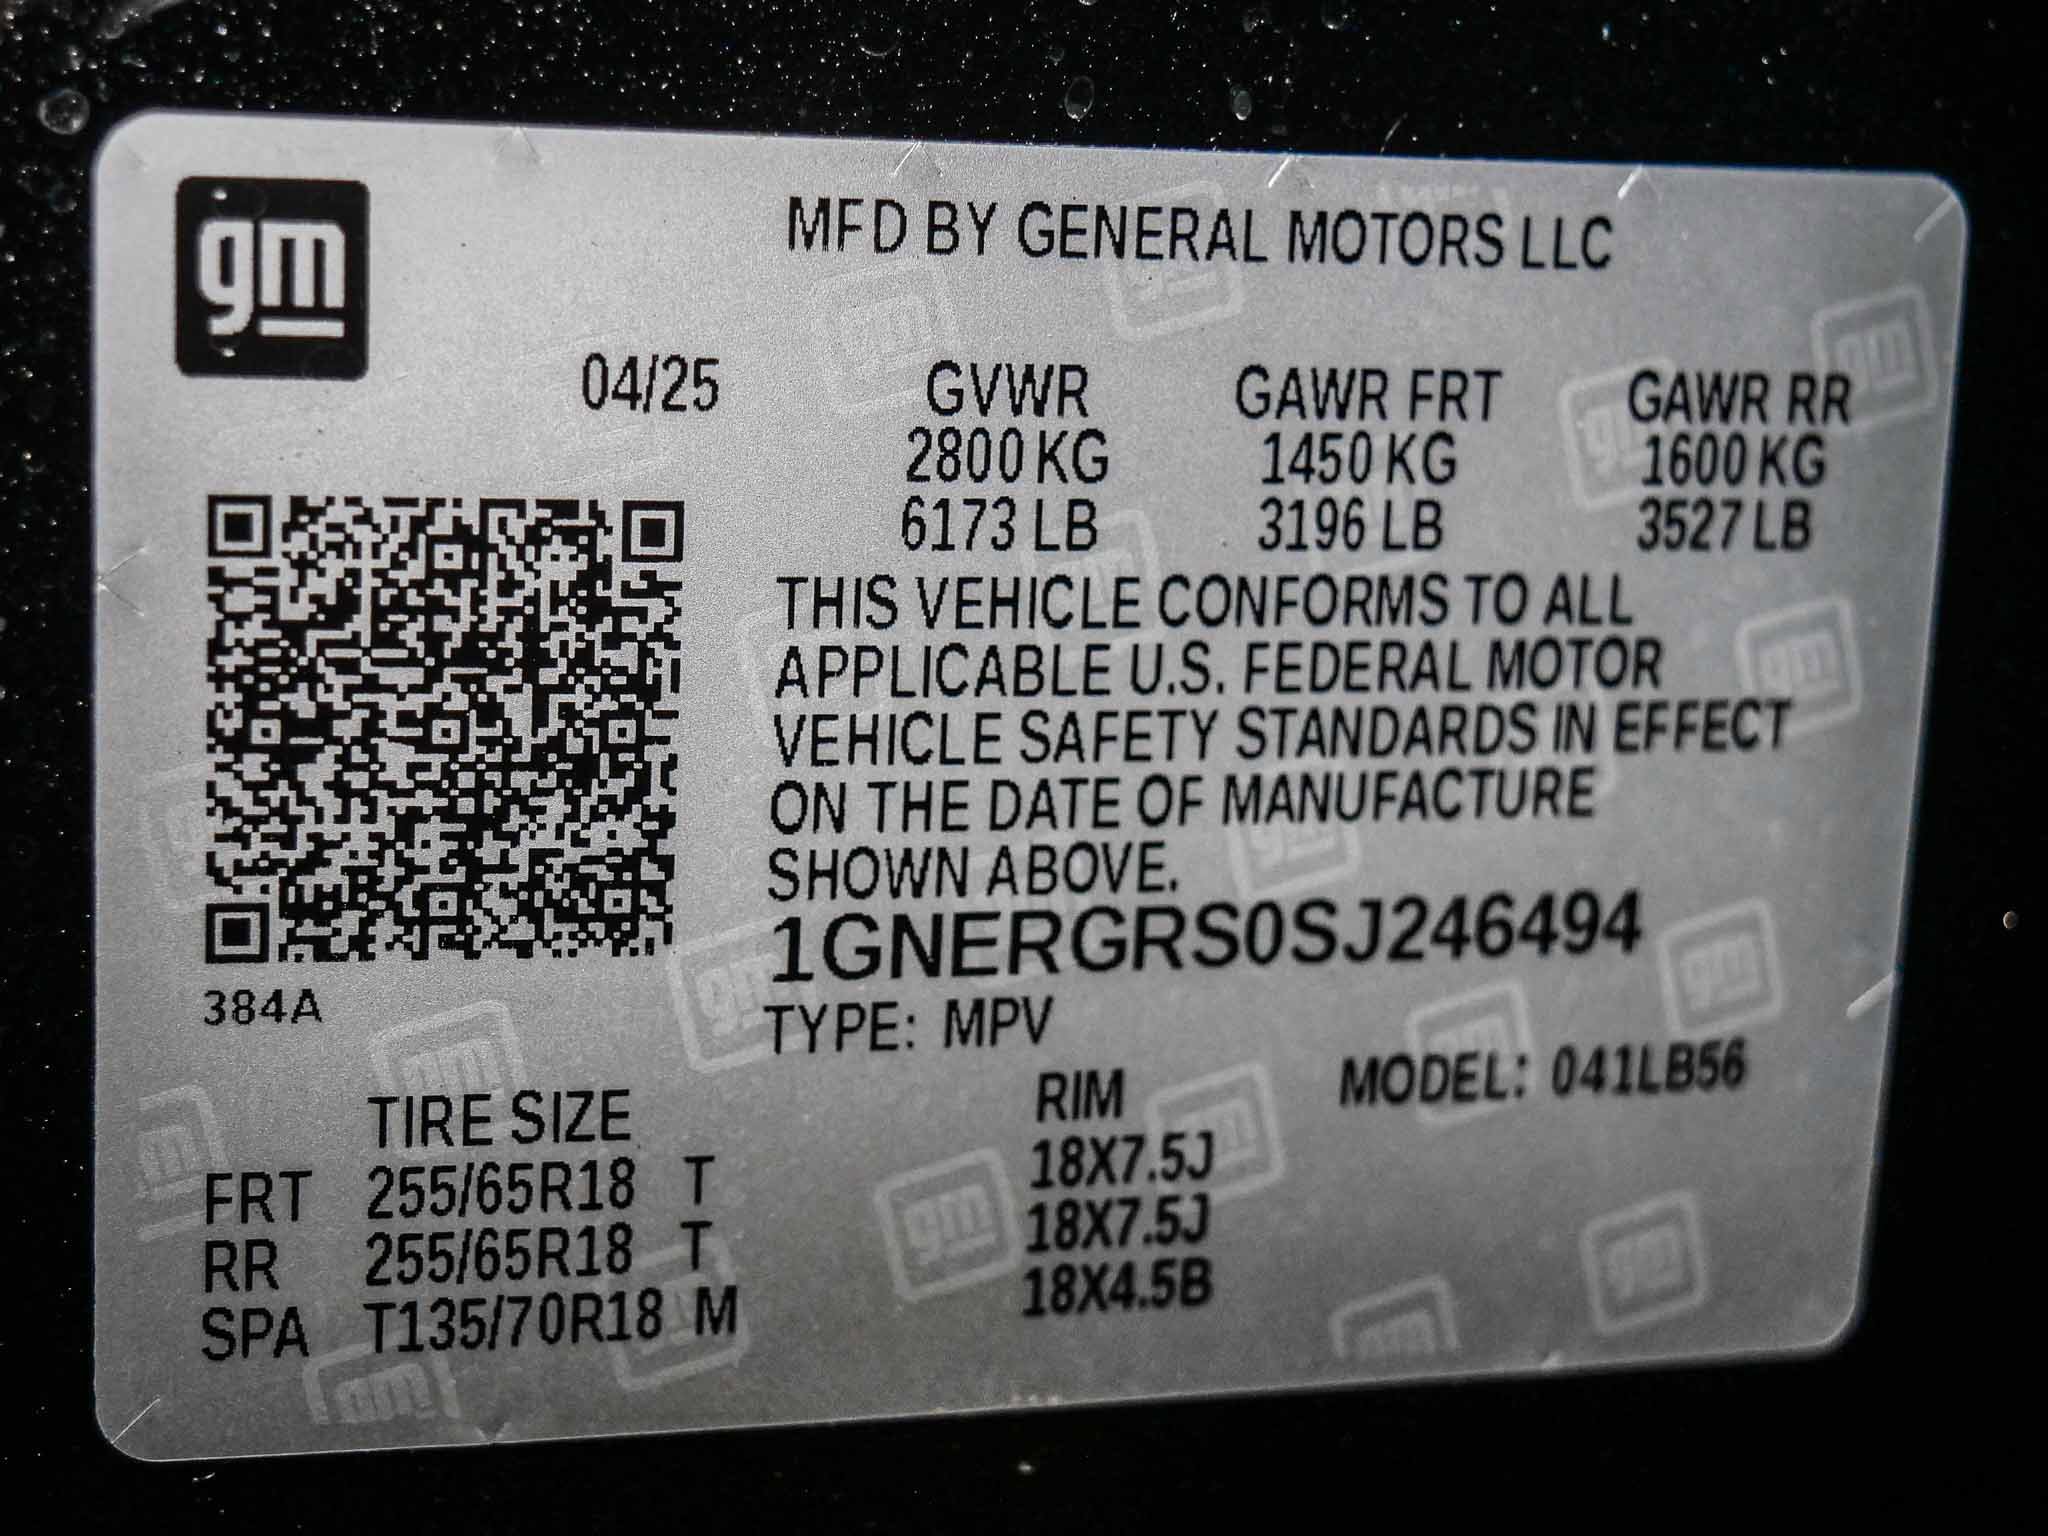 gm
MFD BY GENERAL MOTORS LLC
04/25
GVWR GAWR FRT GAWR RR
2800 KG 1450 KG 1600 KG
6173 LB 3196 LB 3527 LB
THIS VEHICLE CONFORMS TO ALL
APPLICABLE U.S. FEDERAL MOTOR
VEHICLE SAFETY STANDARDS IN EFFECT
ON THE DATE OF MANUFACTURE
SHOWN ABOVE.
1GNERGRS0SJ246494
384A
TYPE: MPV
MODEL: 041LB56
TIRE SIZE RIM
FRT 255/65R18 T 18X7.5J
RR 255/65R18 T 18X7.5J
SPA T135/70R18 M 18X4.5B